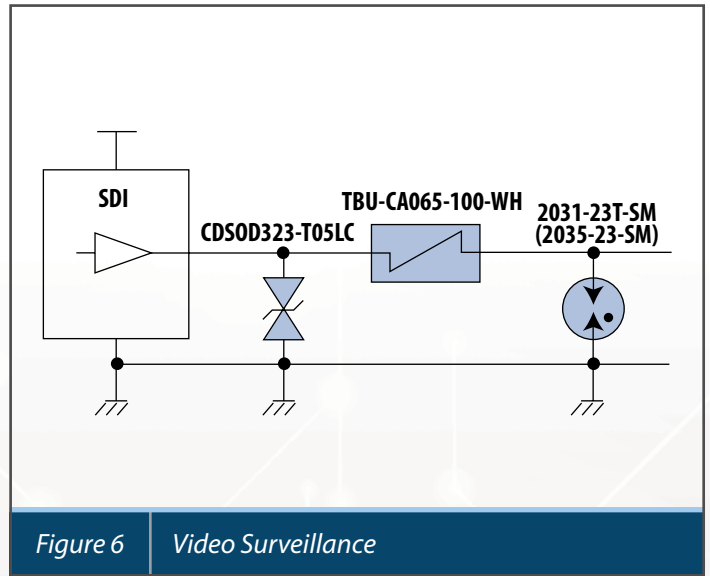 SDI
CDSOD323-T05LC
TBU-CA065-100-WH
2031-23T-SM
(2035-23-SM)
Figure 6
Video Surveillance